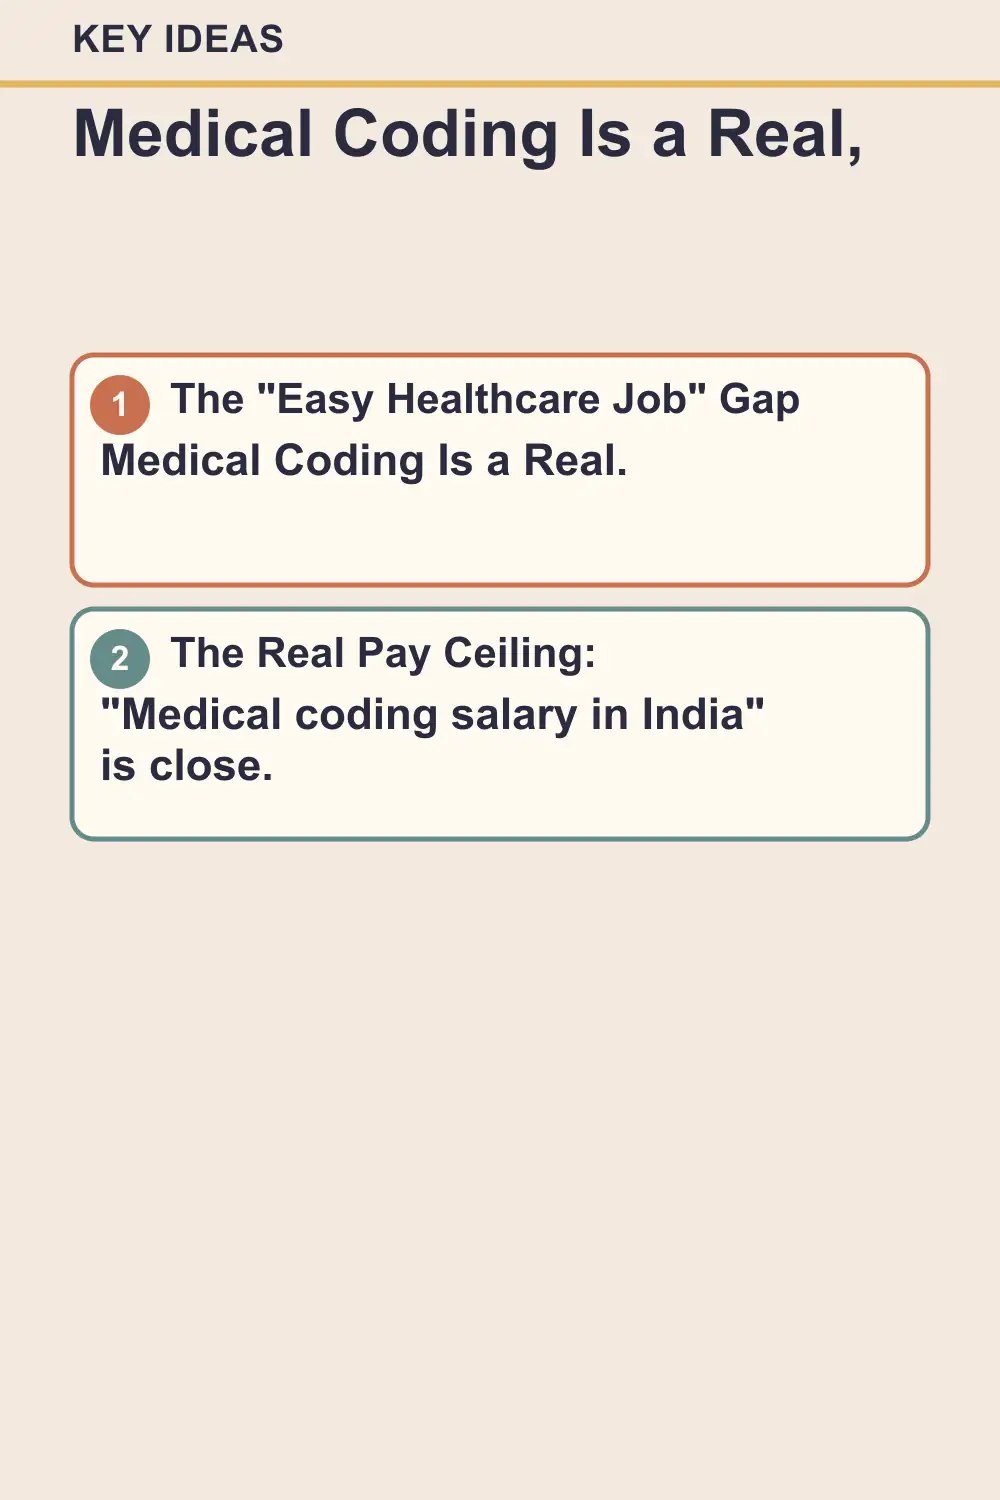 KEY IDEAS
Medical Coding Is a Real,
1 The "Easy Healthcare Job" Gap
Medical Coding Is a Real.
2 The Real Pay Ceiling:
"Medical coding salary in India"
is close.